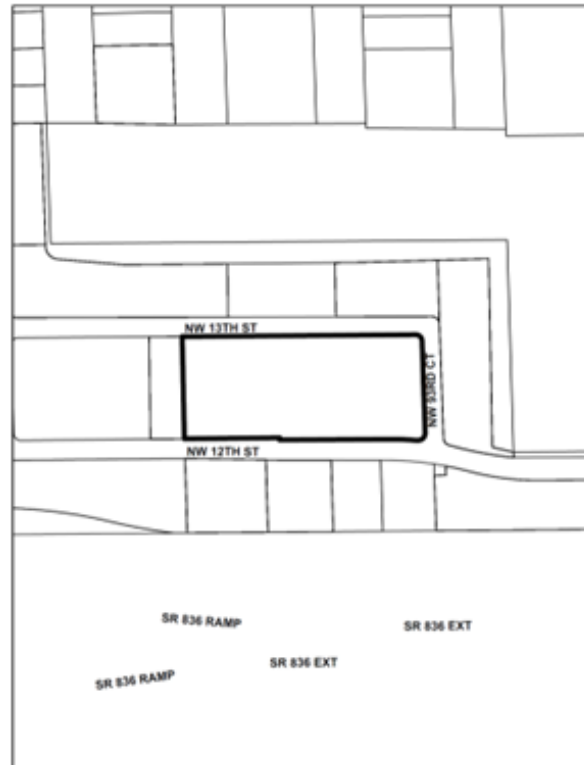 NW 13TH ST
NW 93RD CT
NW 12TH ST
SR 836 RAMP
SR 836 EXT
SR 836 EXT
SR 836 RAMP